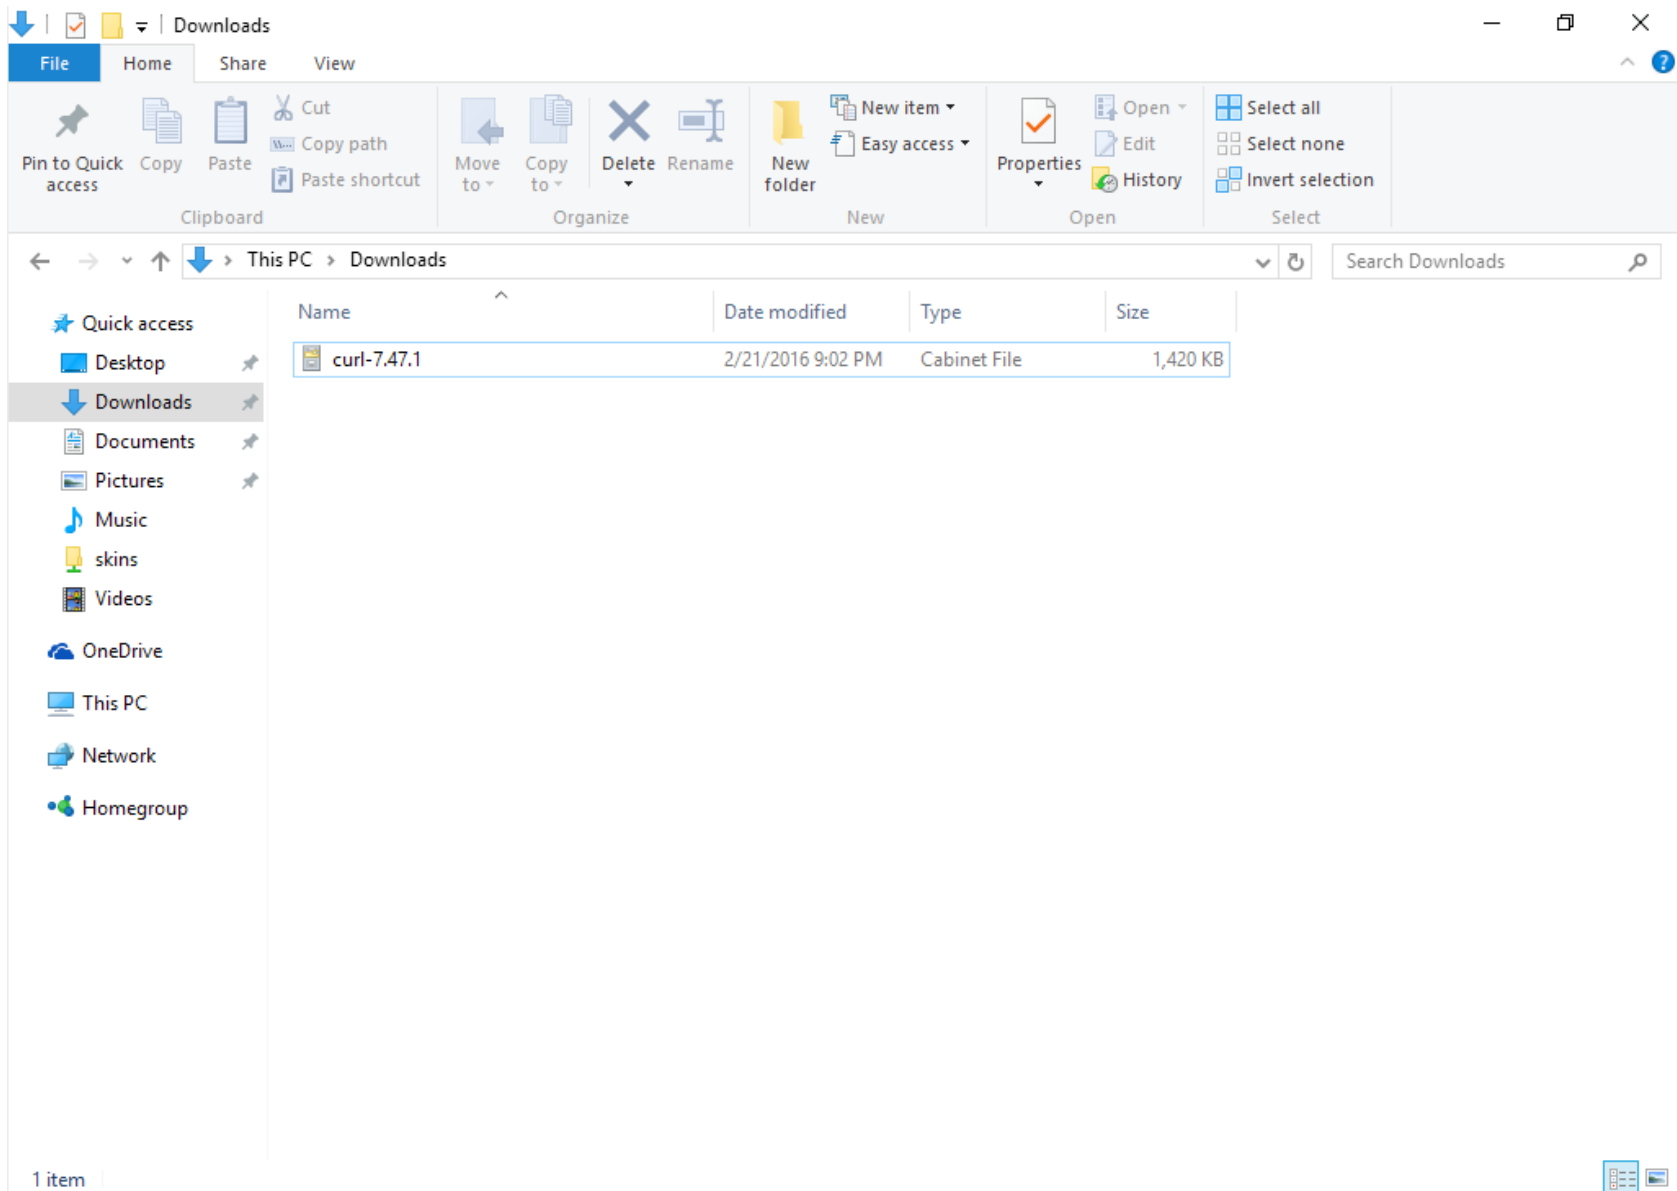 Downloads
File Home Share View
Pin to Quick access
Copy
Paste
Cut
Copy path
Paste shortcut
Clipboard
Move to
Copy to
Delete
Rename
Organize
New folder
New item
Easy access
New
Properties
Open
Edit
History
Open
Select all
Select none
Invert selection
Select
This PC Downloads
Search Downloads
Quick access
Desktop
Downloads
Documents
Pictures
Music
skins
Videos
OneDrive
This PC
Network
Homegroup
Name Date modified Type Size
curl-7.47.1 2/21/2016 9:02 PM Cabinet File 1,420 KB
1 item